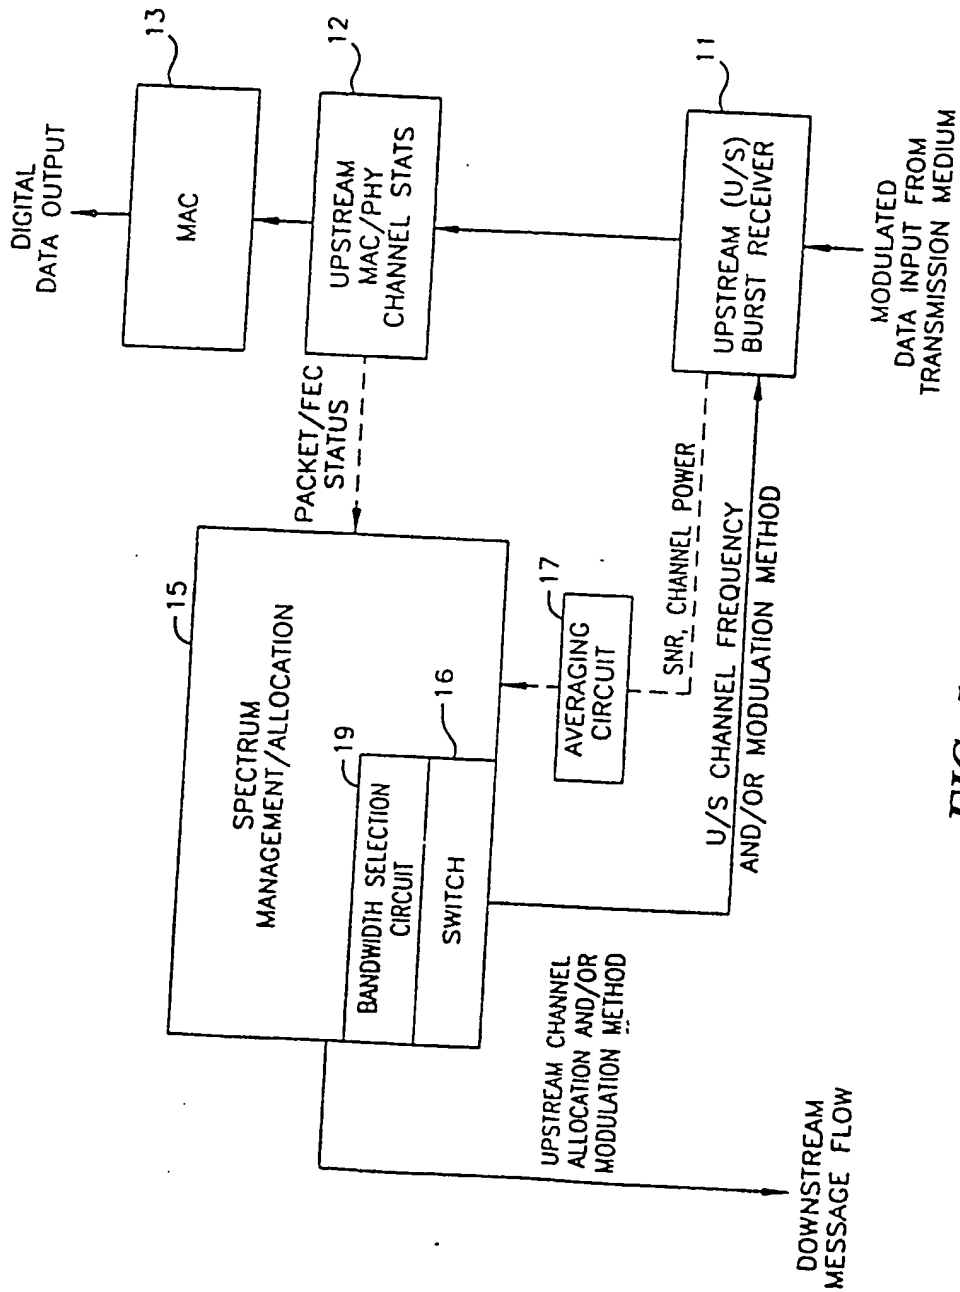 DIGITAL
DATA OUTPUT
13
MAC
12
UPSTREAM
MAC/PHY
CHANNEL STATS
11
UPSTREAM (U/S)
BURST RECEIVER
MODULATED
DATA INPUT FROM
TRANSMISSION MEDIUM
PACKET/FEC
STATUS
15
SPECTRUM
MANAGEMENT/ALLOCATION
19
BANDWIDTH SELECTION
CIRCUIT
16
SWITCH
17
AVERAGING
CIRCUIT
SNR, CHANNEL POWER
U/S CHANNEL FREQUENCY
AND/OR MODULATION METHOD
UPSTREAM CHANNEL
ALLOCATION AND/OR
MODULATION METHOD
DOWNSTREAM
MESSAGE FLOW
FIG.